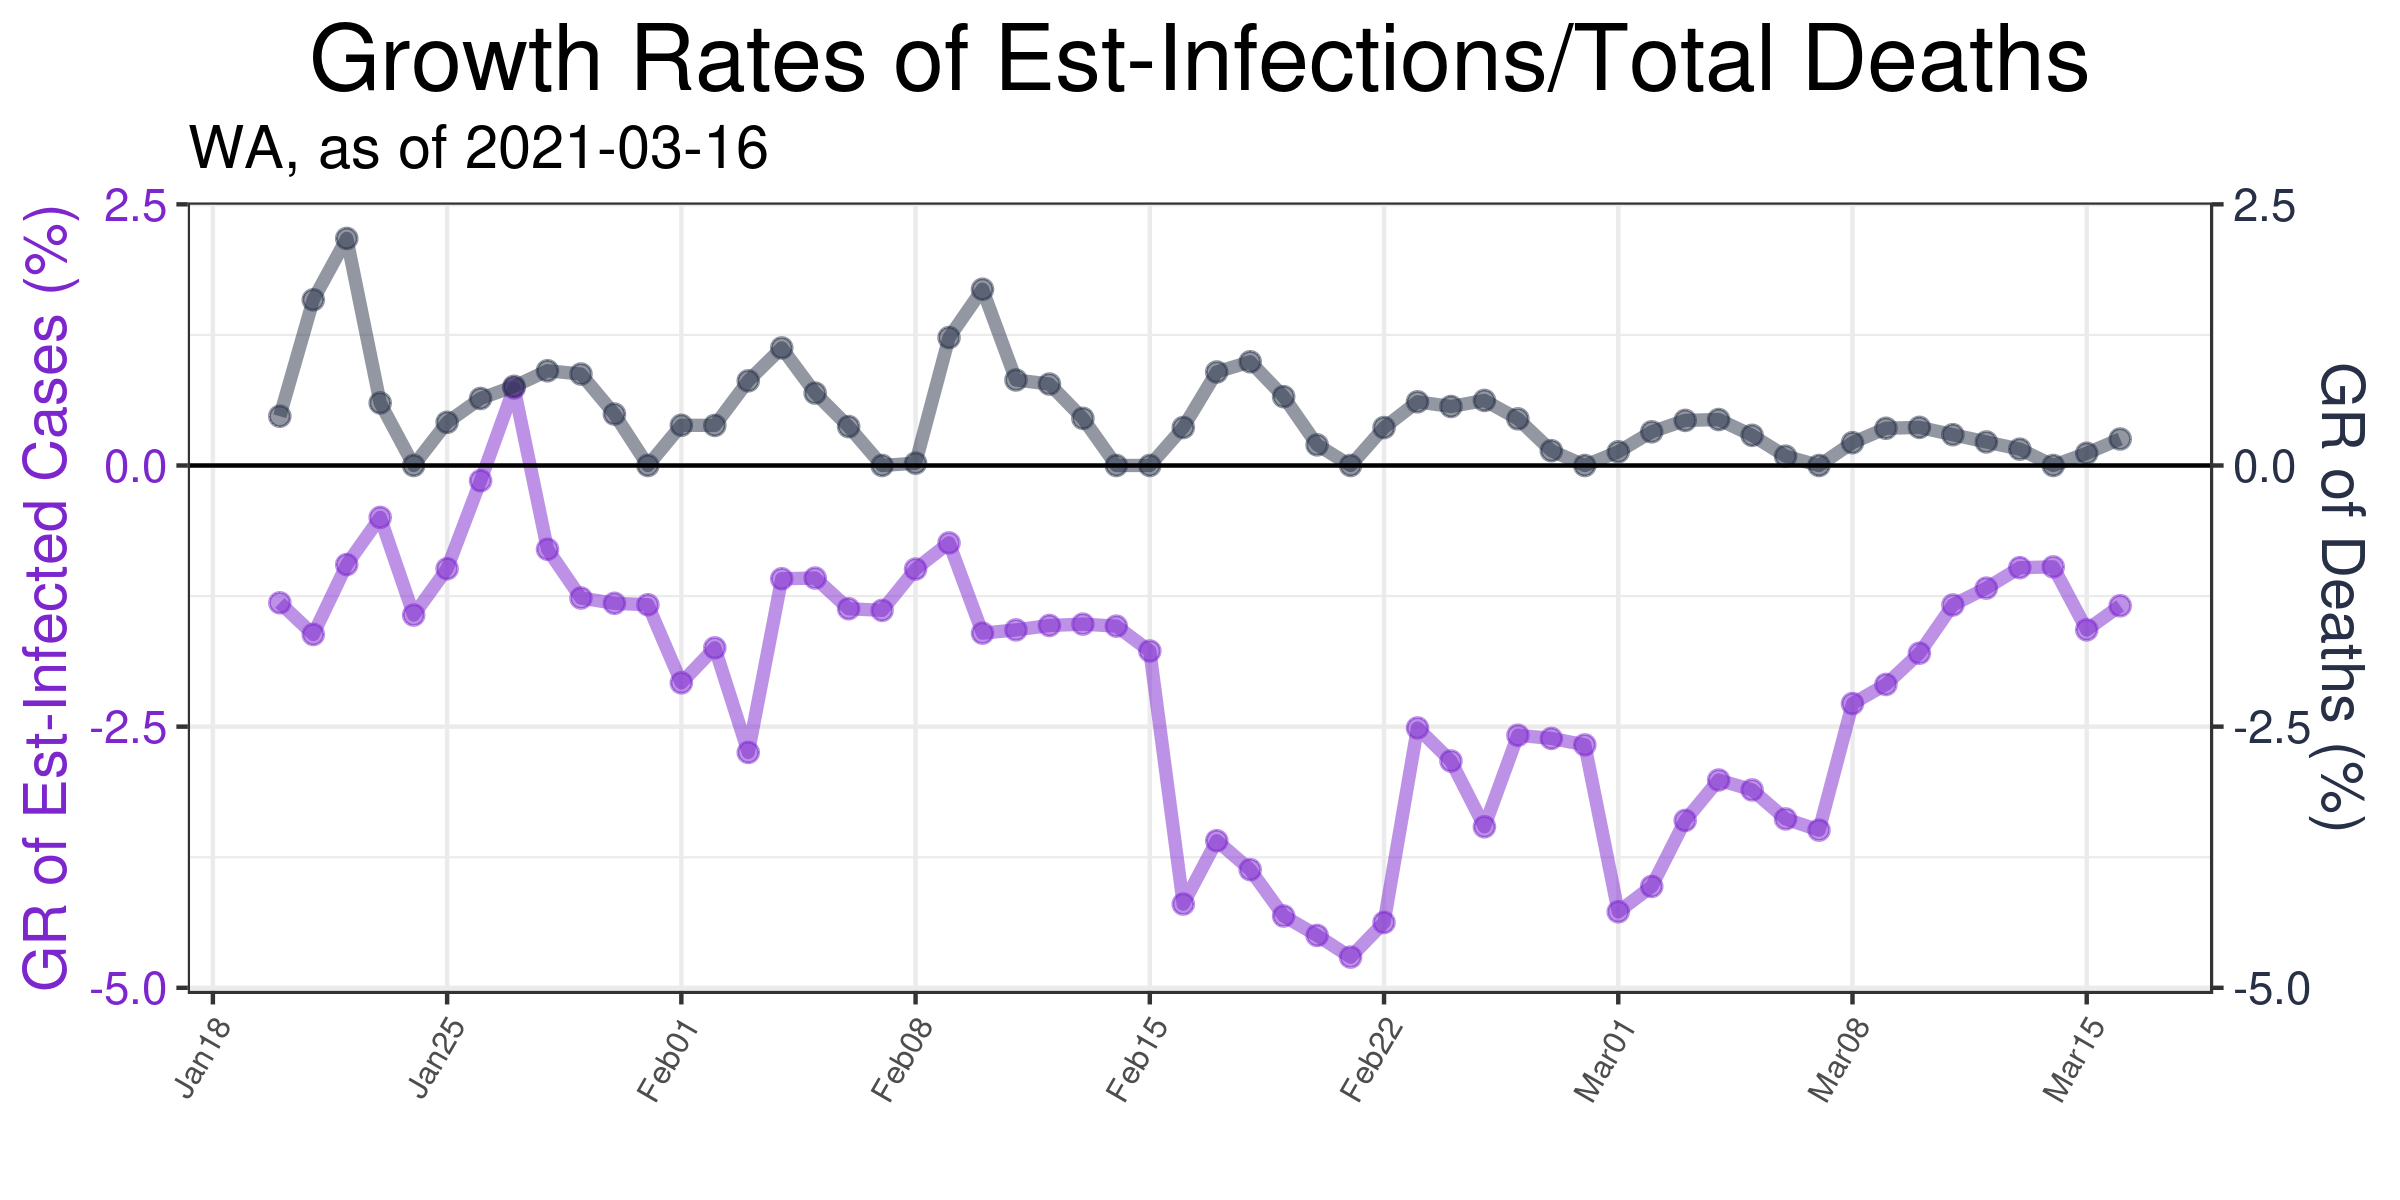 Growth Rates of Est-Infections/Total Deaths
WA, as of 2021-03-16
GR of Est-Infected Cases (%)
2.5
0.0
-2.5
-5.0
2.5
0.0
-2.5
-5.0
GR of Deaths (%)
Jan18
Jan25
Feb01
Feb08
Feb15
Feb22
Mar01
Mar08
Mar15